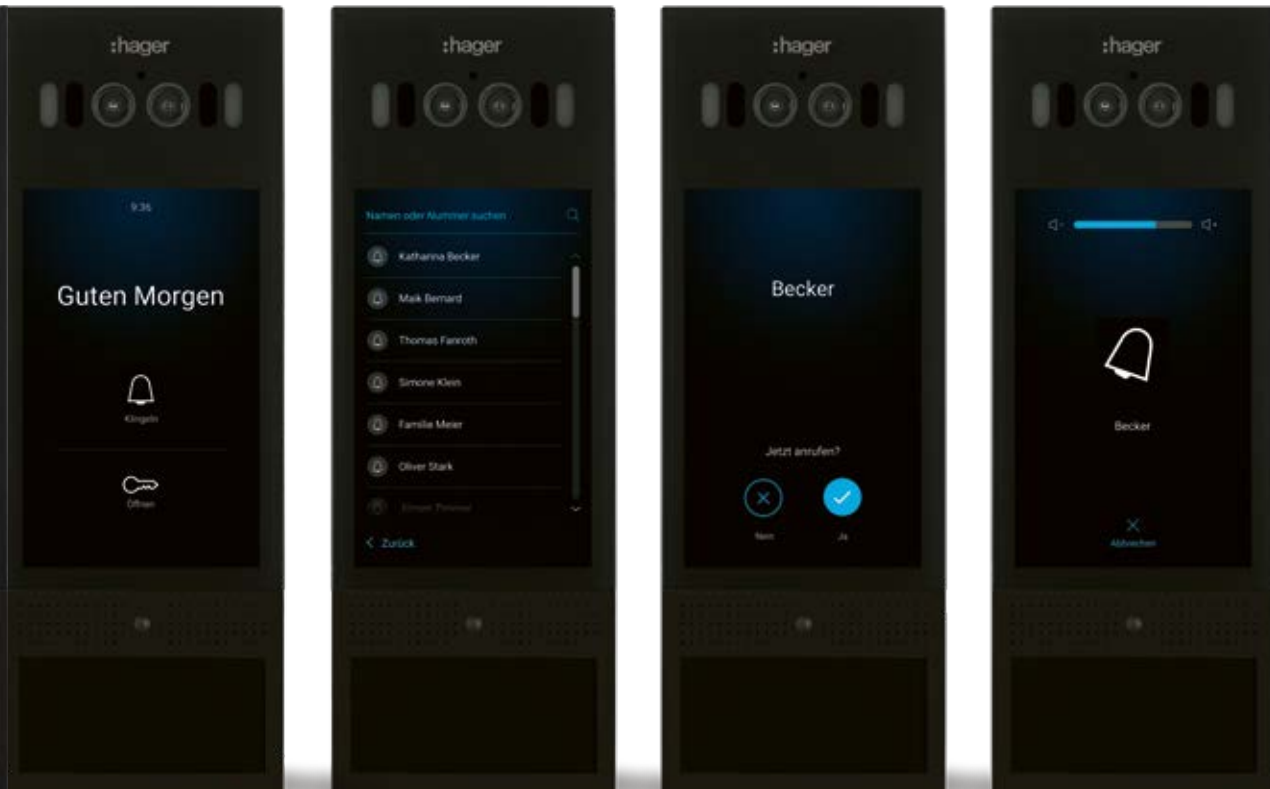 :hager
9:36
Guten Morgen
Klingeln
Öffnen
:hager
Namen oder Nummer suchen
Katharina Becker
Maik Bernard
Thomas Fanroth
Simone Klein
Familie Meier
Oliver Stark
Zurück
:hager
Becker
Jetzt anrufen?
Nein
Ja
:hager
Becker
Abbrechen